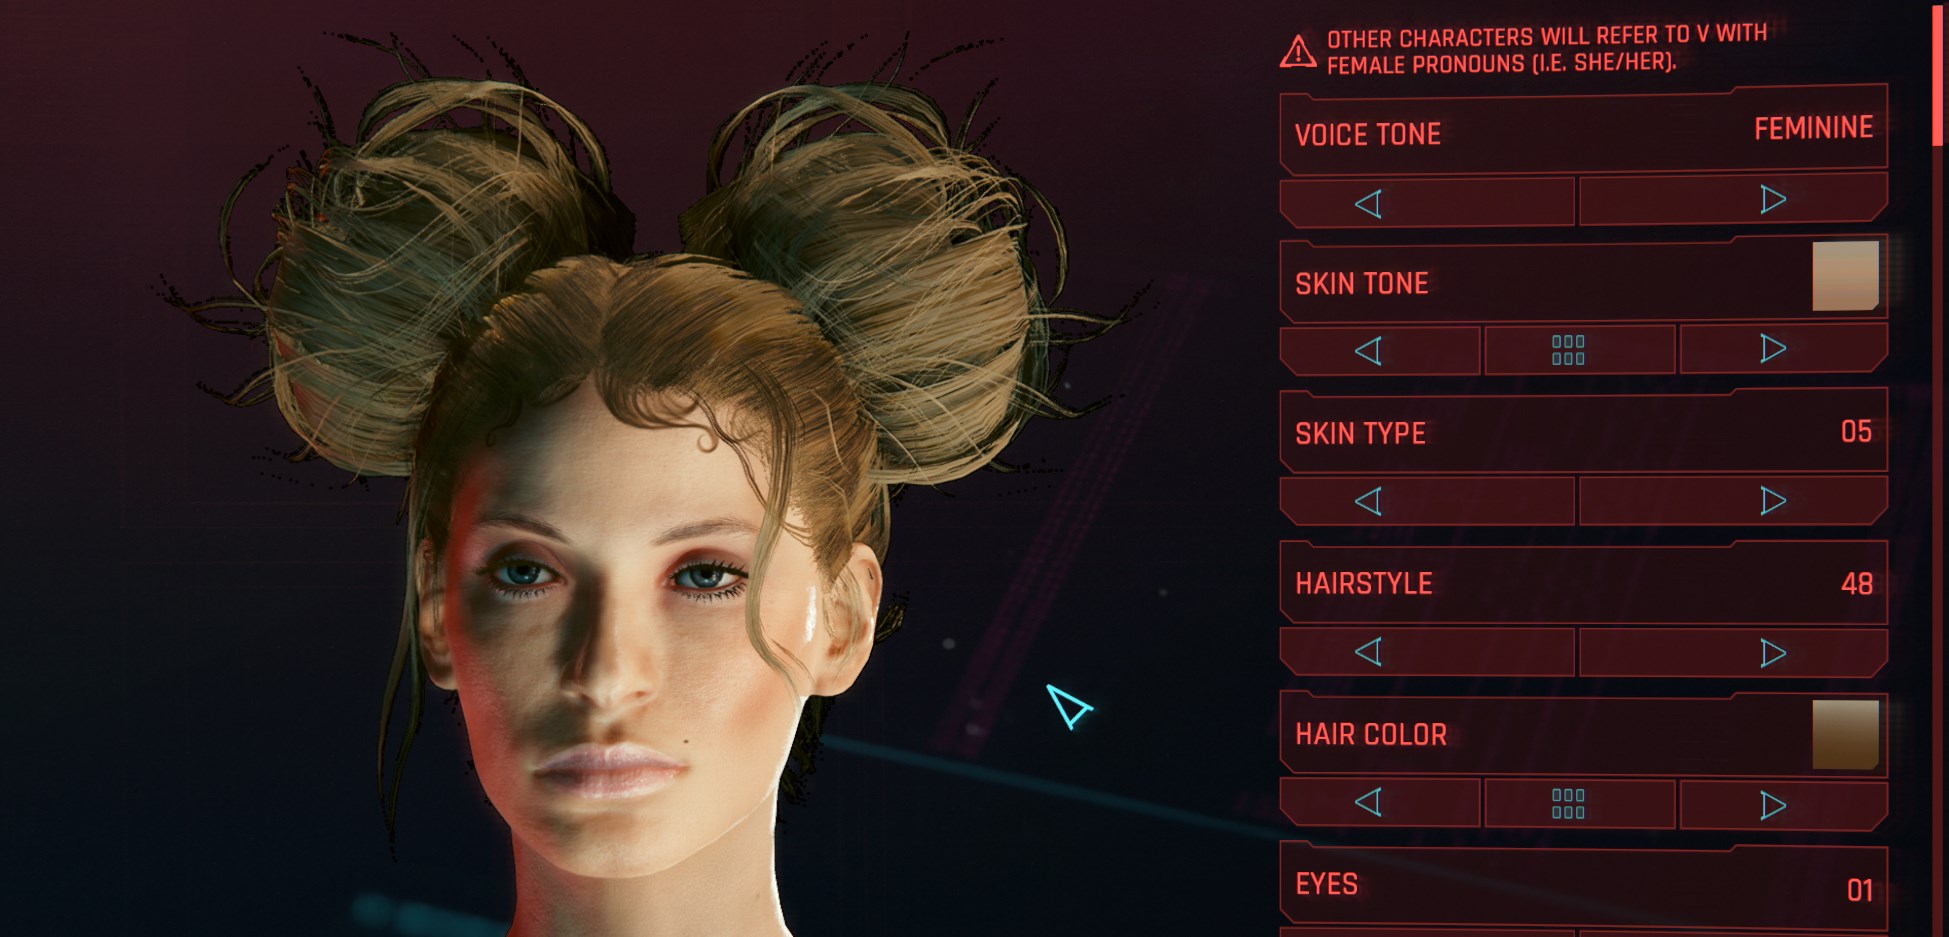 OTHER CHARACTERS WILL REFER TO V WITH
FEMALE PRONOUNS (I.E. SHE/HER).
VOICE TONE FEMININE
SKIN TONE
SKIN TYPE 05
HAIRSTYLE 48
HAIR COLOR
EYES 01